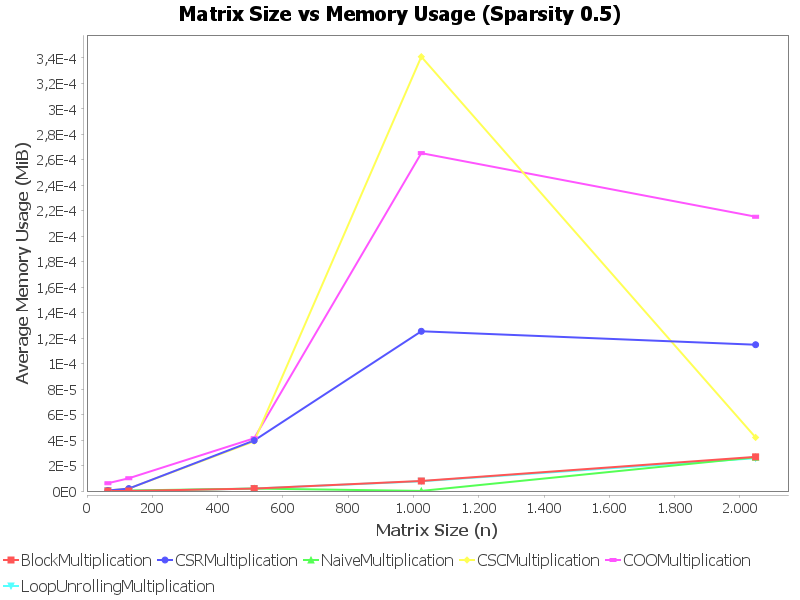 Matrix Size vs Memory Usage (Sparsity 0.5)
Average Memory Usage (MiB)
3,4E-4
3,2E-4
3E-4
2,8E-4
2,6E-4
2,4E-4
2,2E-4
2E-4
1,8E-4
1,6E-4
1,4E-4
1,2E-4
1E-4
8E-5
6E-5
4E-5
2E-5
0E0
0 200 400 600 800 1.000 1.200 1.400 1.600 1.800 2.000
Matrix Size (n)
BlockMultiplication CSRMultiplication NaiveMultiplication CSCMultiplication COOMultiplication
LoopUnrollingMultiplication